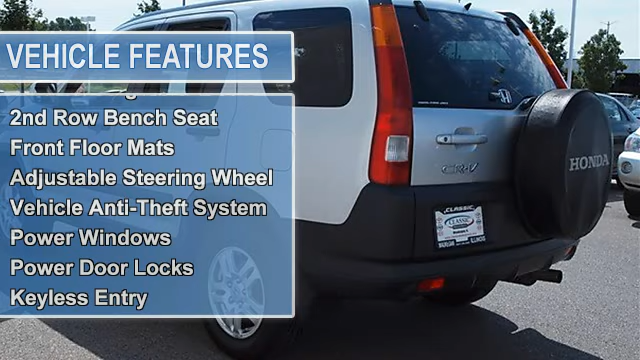 VEHICLE FEATURES
2nd Row Bench Seat
Front Floor Mats
Adjustable Steering Wheel
Vehicle Anti-Theft System
Power Windows
Power Door Locks
Keyless Entry
CR-V
HONDA
CLASSIC
CLASSIC